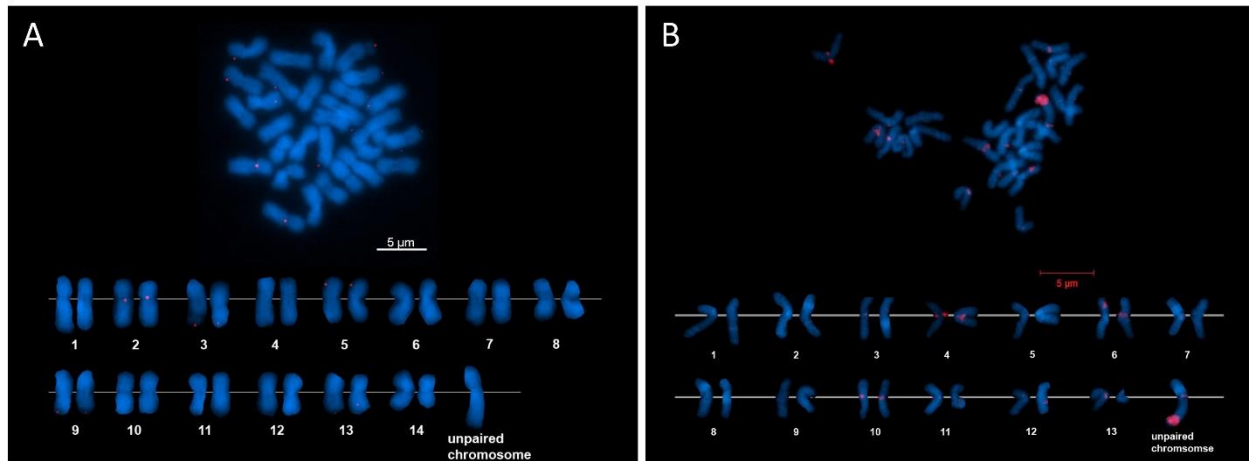 A
5 µm
1 2 3 4 5 6 7 8
9 10 11 12 13 14 unpaired
chromosome
B
5 µm
1 2 3 4 5 6 7
8 9 10 11 12 13 unpaired
chromsomse